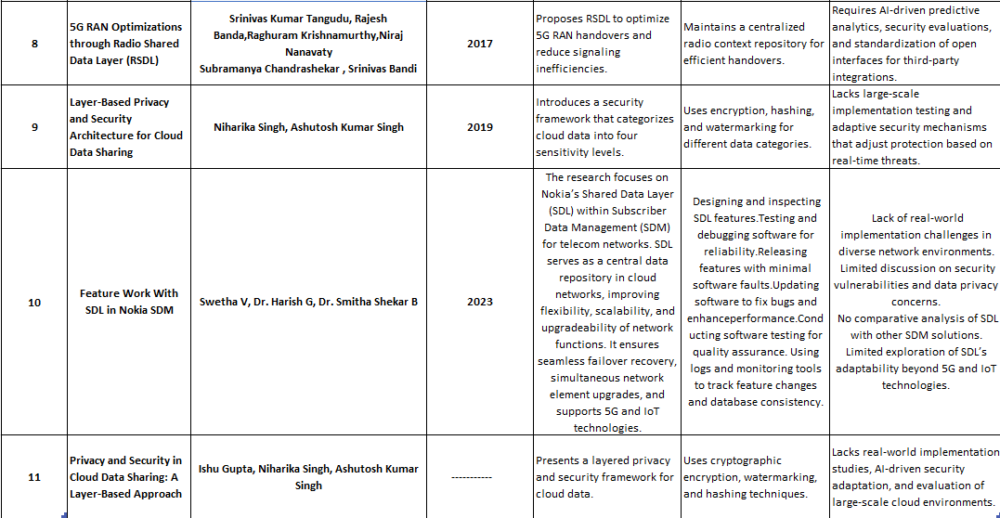 8
5G RAN Optimizations
through Radio Shared
Data Layer (RSDL)
Srinivas Kumar Tangudu, Rajesh
Banda,Raghuram Krishnamurthy,Niraj
Nanavaty
Subramanya Chandrashekar , Srinivas Bandi
2017
Proposes RSDL to optimize
5G RAN handovers and
reduce signaling
inefficiencies.
Maintains a centralized
radio context repository for
efficient handovers.
Requires AI-driven predictive
analytics, security evaluations,
and standardization of open
interfaces for third-party
integrations.
9
Layer-Based Privacy
and Security
Architecture for Cloud
Data Sharing
Niharika Singh, Ashutosh Kumar Singh
2019
Introduces a security
framework that categorizes
cloud data into four
sensitivity levels.
Uses encryption, hashing,
and watermarking for
different data categories.
Lacks large-scale
implementation testing and
adaptive security mechanisms
that adjust protection based on
real-time threats.
10
Feature Work With
SDL in Nokia SDM
Swetha V, Dr. Harish G, Dr. Smitha Shekar B
2023
The research focuses on
Nokia’s Shared Data Layer
(SDL) within Subscriber
Data Management (SDM)
for telecom networks. SDL
serves as a central data
repository in cloud
networks, improving
flexibility, scalability, and
upgradeability of network
functions. It ensures
seamless failover recovery,
simultaneous network
element upgrades, and
supports 5G and IoT
technologies.
Designing and inspecting
SDL features.Testing and
debugging software for
reliability.Releasing
features with minimal
software faults.Updating
software to fix bugs and
enhanceperformance.Cond
ucting software testing for
quality assurance. Using
logs and monitoring tools
to track feature changes
and database consistency.
Lack of real-world
implementation challenges in
diverse network environments.
Limited discussion on security
vulnerabilities and data privacy
concerns.
No comparative analysis of SDL
with other SDM solutions.
Limited exploration of SDL’s
adaptability beyond 5G and IoT
technologies.
11
Privacy and Security in
Cloud Data Sharing: A
Layer-Based Approach
Ishu Gupta, Niharika Singh, Ashutosh Kumar
Singh
-----------
Presents a layered privacy
and security framework for
cloud data.
Uses cryptographic
encryption, watermarking,
and hashing techniques.
Lacks real-world implementation
studies, AI-driven security
adaptation, and evaluation of
large-scale cloud environments.